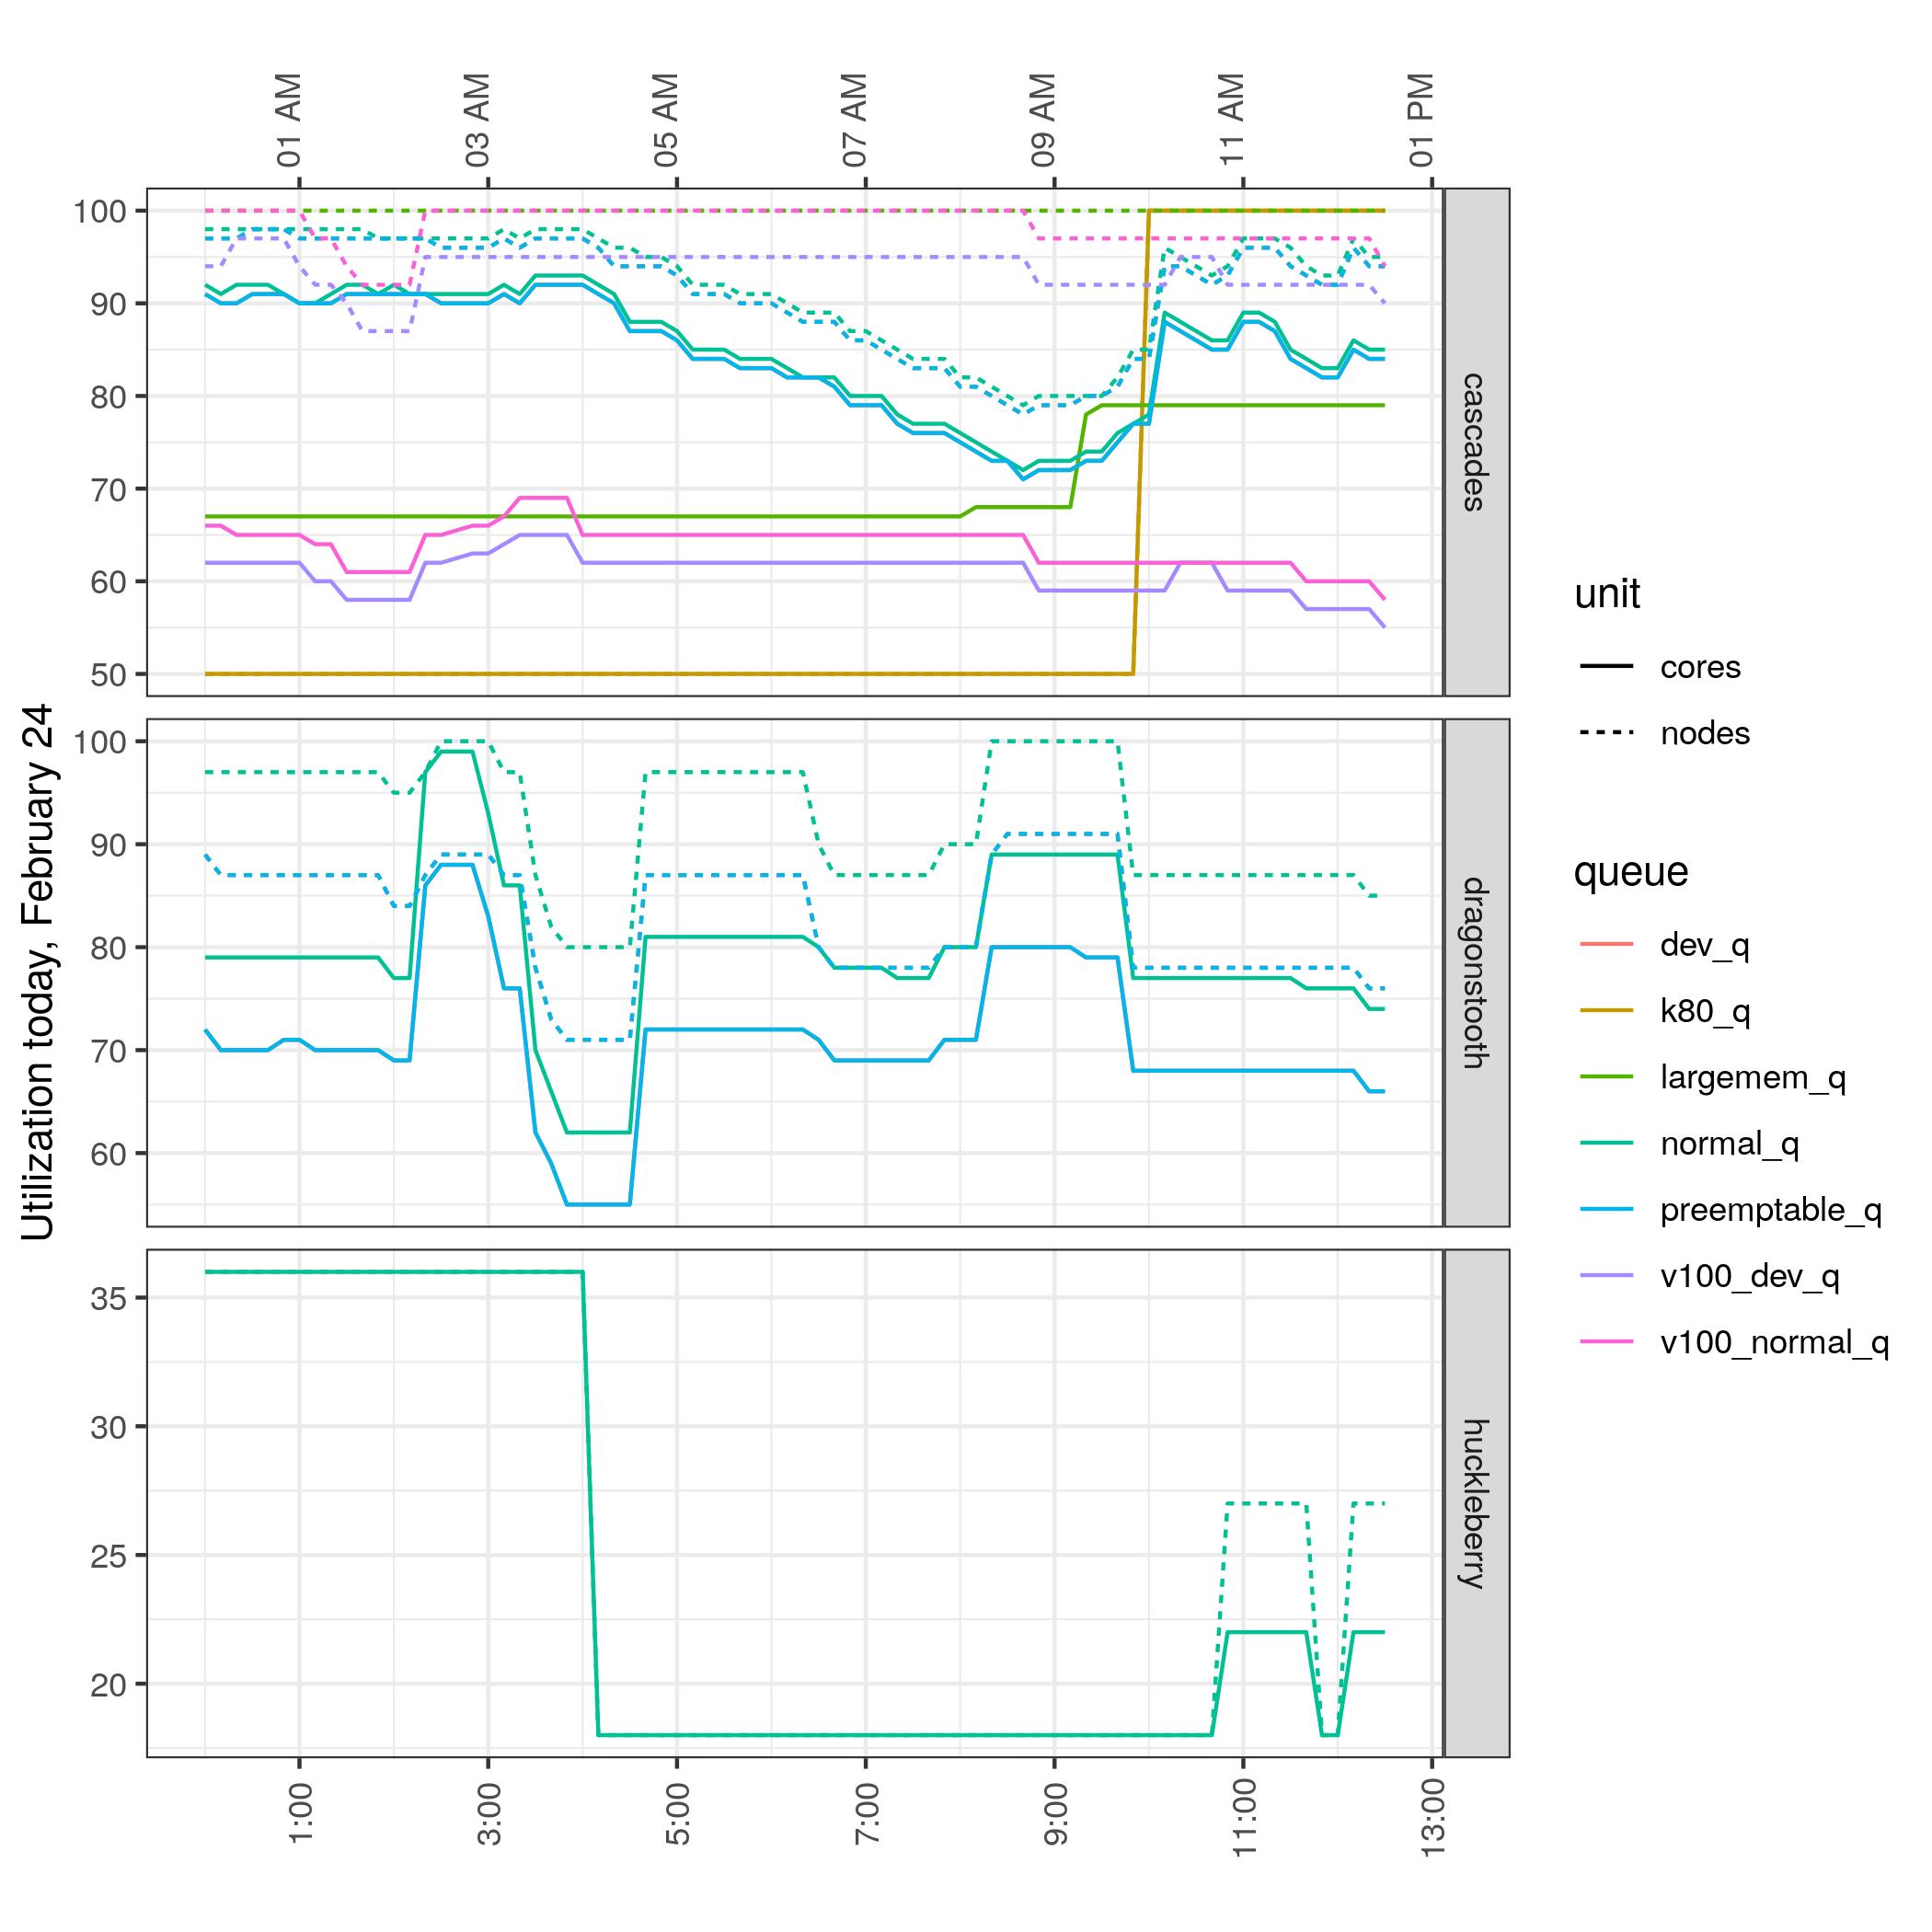 01 AM
03 AM
05 AM
07 AM
09 AM
11 AM
01 PM
Utilization today, February 24
100
90
80
70
60
50
cascades
100
90
80
70
60
dragonstooth
35
30
25
20
huckleberry
1:00
3:00
5:00
7:00
9:00
11:00
13:00
unit
cores
nodes
queue
dev_q
k80_q
largemem_q
normal_q
preemptable_q
v100_dev_q
v100_normal_q